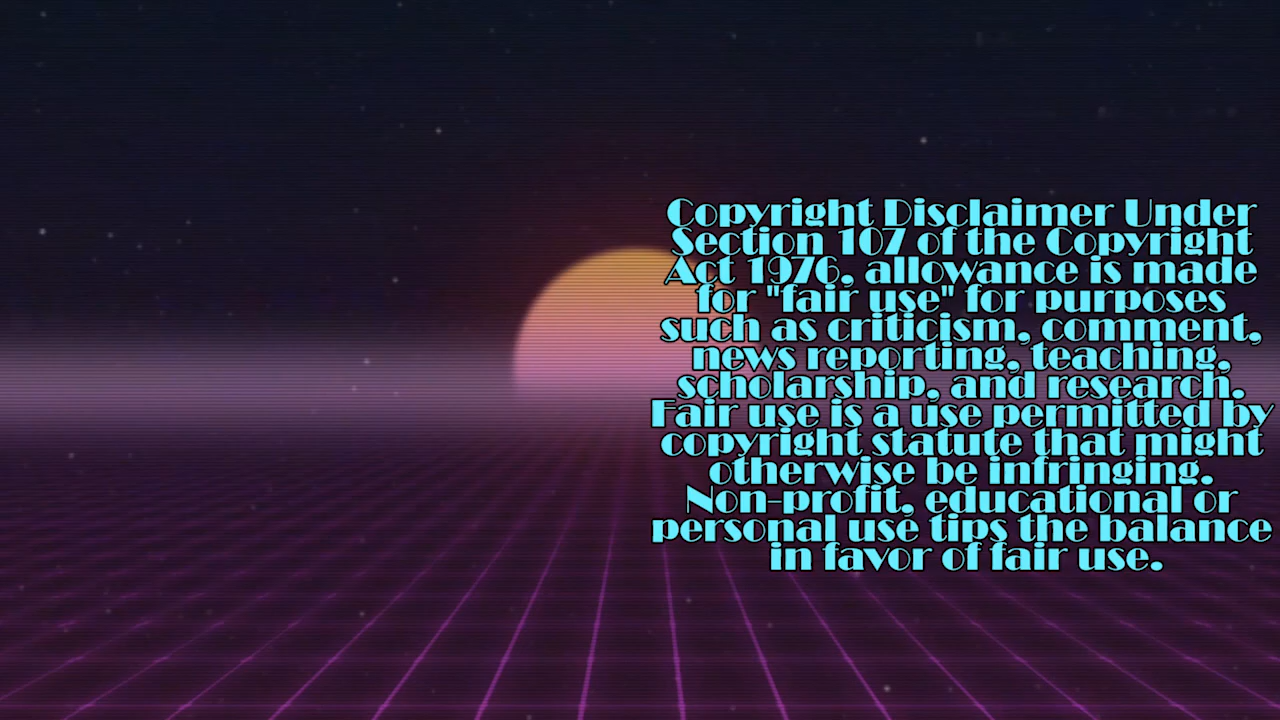 Copyright Disclaimer Under
Section 107 of the Copyright
Act 1976, allowance is made
for "fair use" for purposes
such as criticism, comment,
news reporting, teaching,
scholarship, and research.
Fair use is a use permitted by
copyright statute that might
otherwise be infringing.
Non-profit, educational or
personal use tips the balance
in favor of fair use.